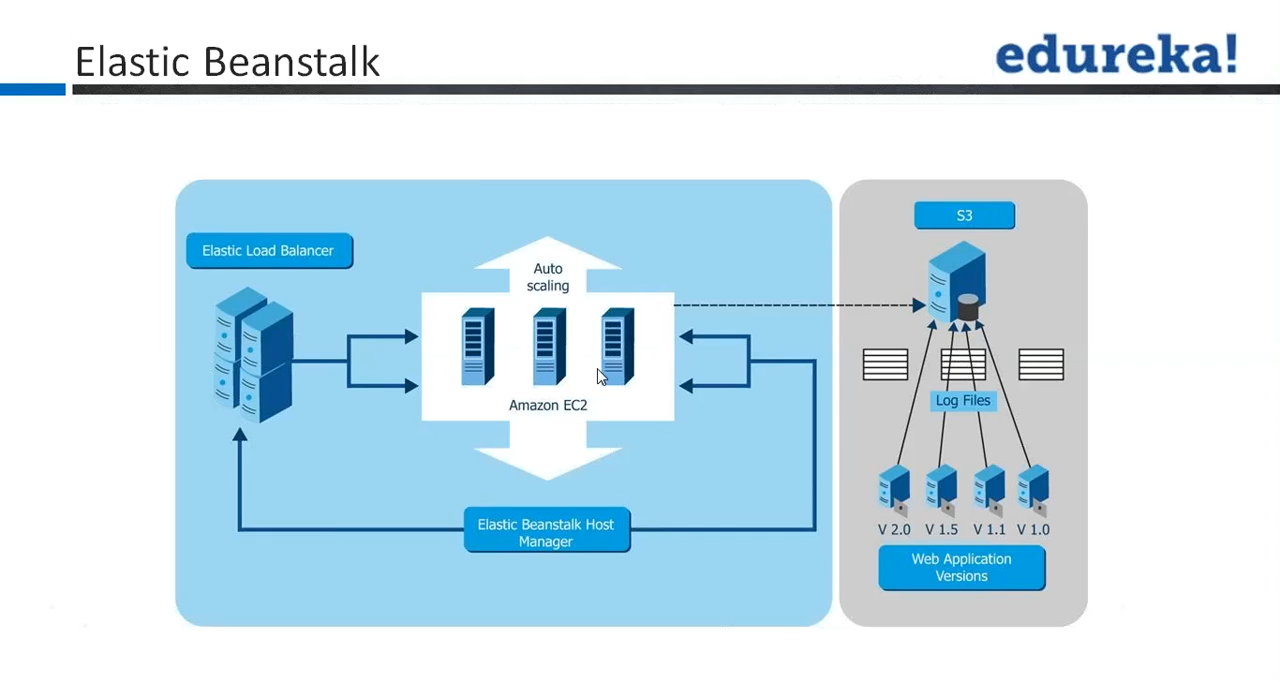 Elastic Beanstalk
edureka!
Elastic Load Balancer
Auto
scaling
Amazon EC2
Elastic Beanstalk Host
Manager
S3
Log Files
V 2.0
V 1.5
V 1.1
V 1.0
Web Application
Versions